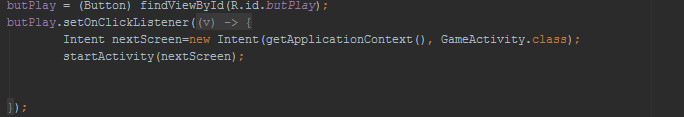 butPlay = (Button) findViewById(R.id.butPlay);
butPlay.setOnClickListener((v) -> {
Intent nextScreen=new Intent(getApplicationContext(), GameActivity.class);
startActivity(nextScreen);
});